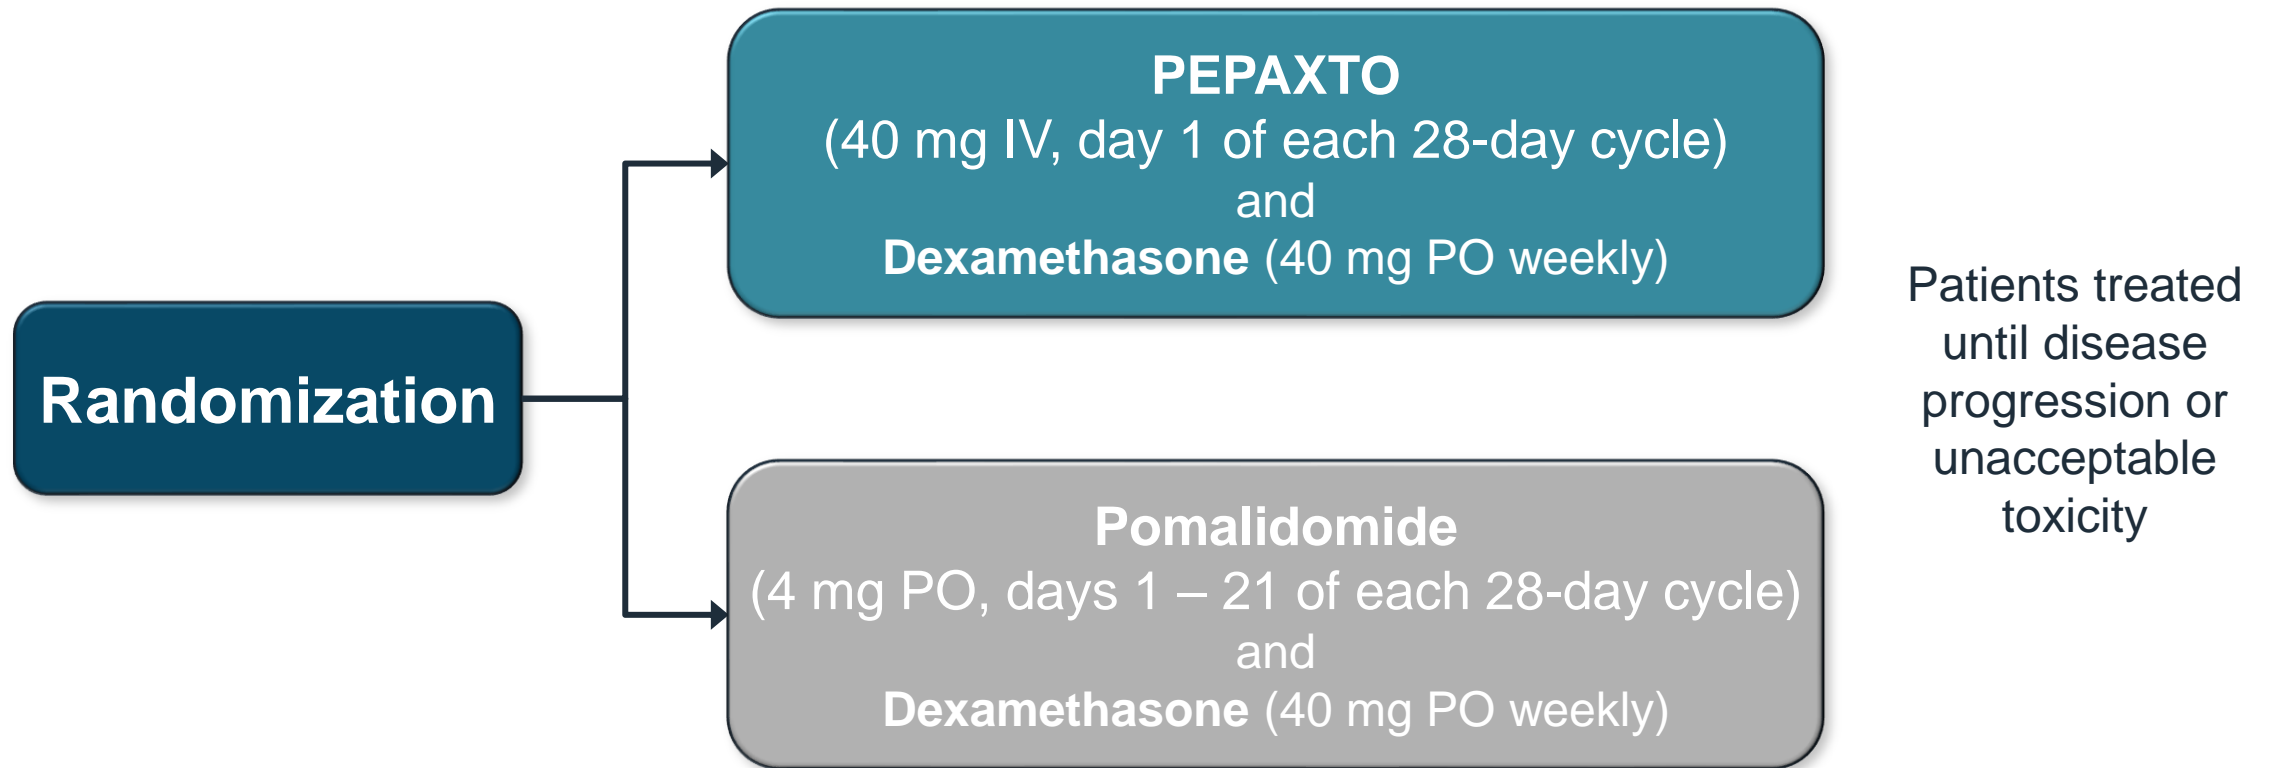 Randomization
PEPAXTO
(40 mg IV, day 1 of each 28-day cycle)
and
Dexamethasone (40 mg PO weekly)
Pomalidomide
(4 mg PO, days 1 – 21 of each 28-day cycle)
and
Dexamethasone (40 mg PO weekly)
Patients treated
until disease
progression or
unacceptable
toxicity